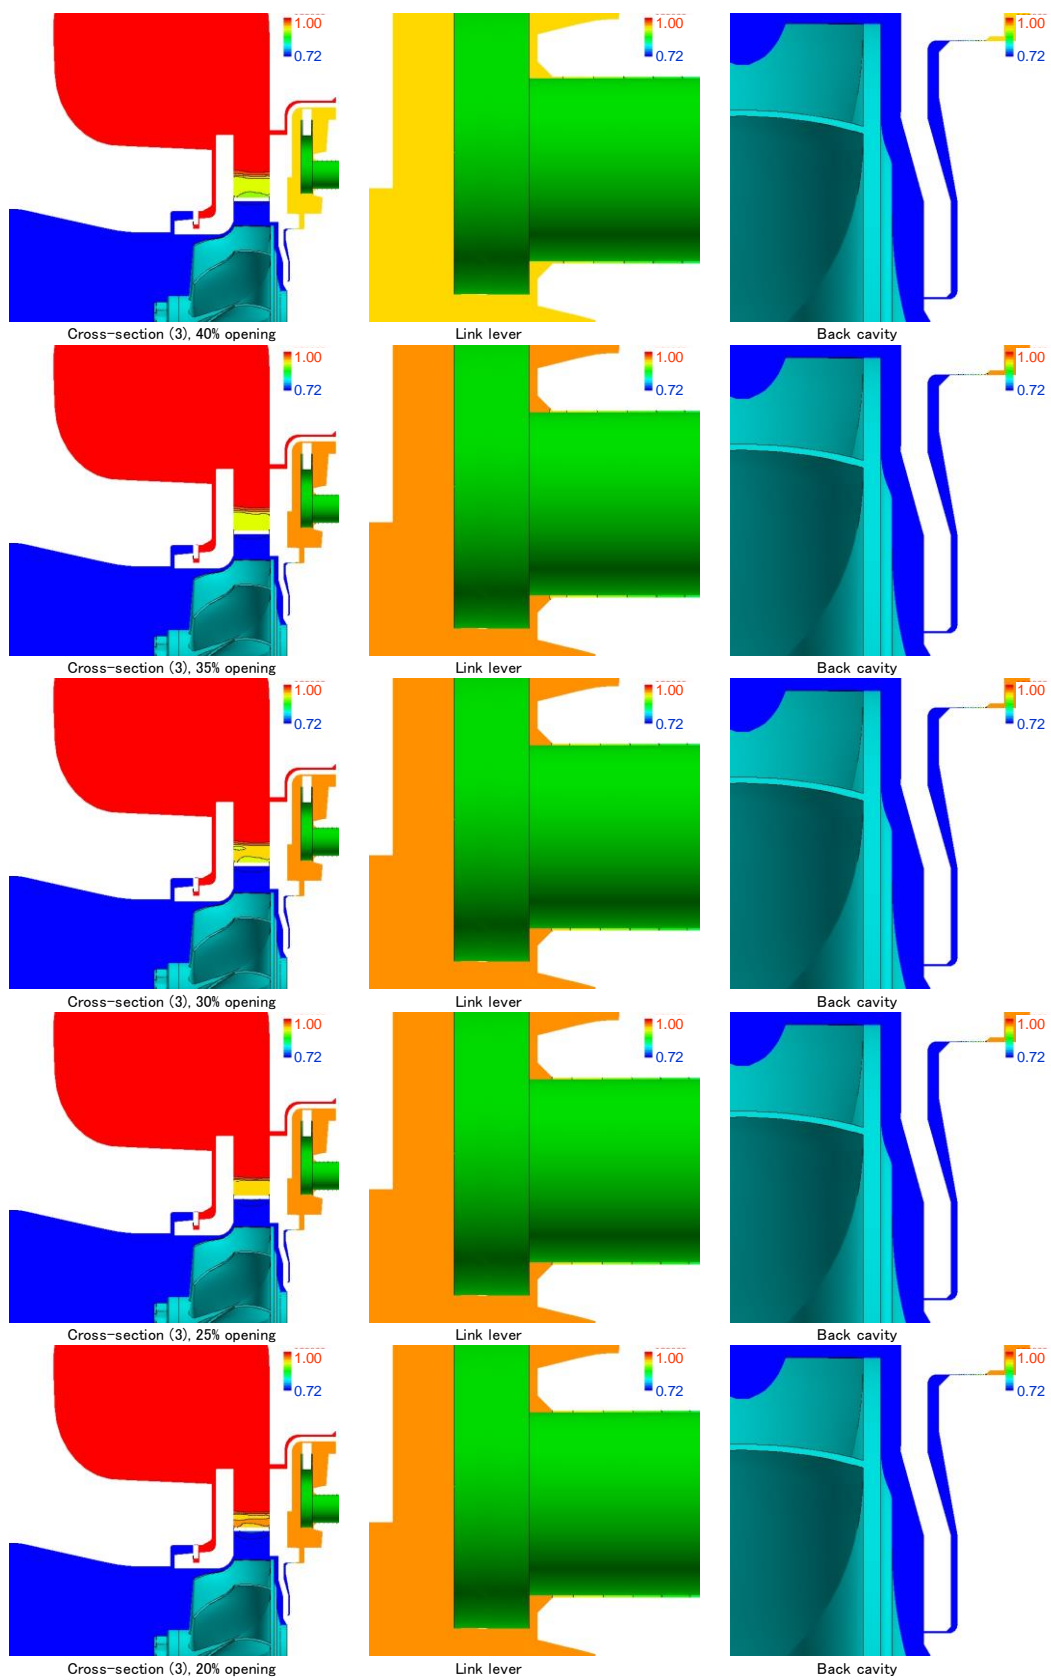 1.00
0.72
1.00
0.72
1.00
0.72
Cross-section (3), 40% opening
Link lever
Back cavity
1.00
0.72
1.00
0.72
1.00
0.72
Cross-section (3), 35% opening
Link lever
Back cavity
1.00
0.72
1.00
0.72
1.00
0.72
Cross-section (3), 30% opening
Link lever
Back cavity
1.00
0.72
1.00
0.72
1.00
0.72
Cross-section (3), 25% opening
Link lever
Back cavity
1.00
0.72
1.00
0.72
1.00
0.72
Cross-section (3), 20% opening
Link lever
Back cavity